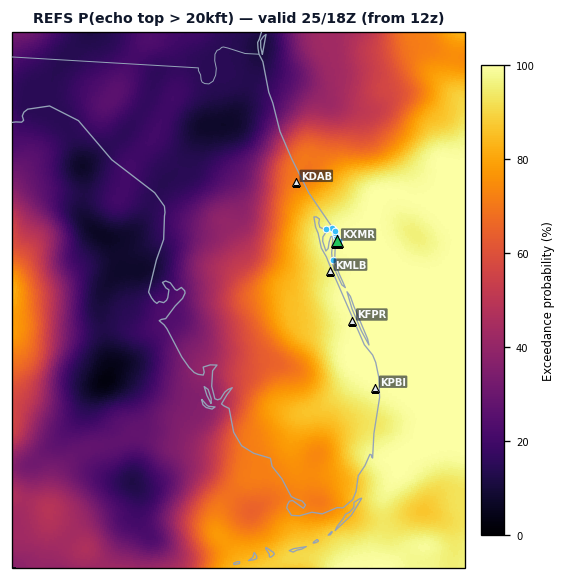 REFS P(echo top > 20kft) — valid 25/18Z (from 12z)
KDAB
KXMR
KMLB
KFPR
KPBI
100
80
60
40
20
0
Exceedance probability (%)